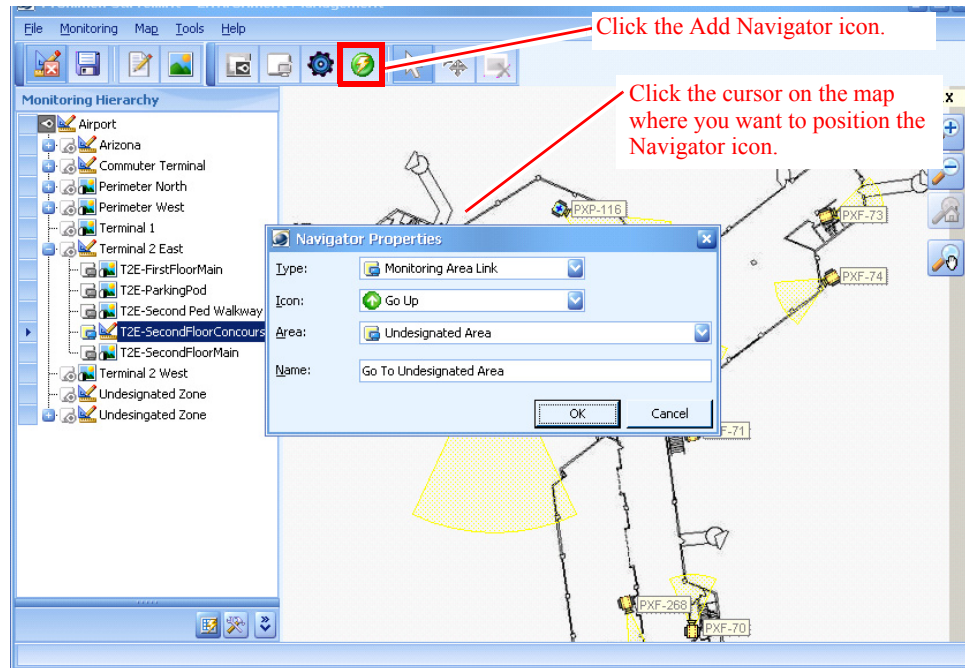 File Monitoring Map Tools Help
Click the Add Navigator icon.
Monitoring Hierarchy
Click the cursor on the map
where you want to position the
Navigator icon.
X
Airport
Arizona
Commuter Terminal
Perimeter North
Perimeter West
Terminal 1
Terminal 2 East
T2E-FirstFloorMain
T2E-ParkingPod
T2E-Second Ped Walkway
T2E-SecondFloorConcours
T2E-SecondFloorMain
Terminal 2 West
Undesignated Zone
Undesingated Zone
PXP-116
PXF-73
PXF-74
Navigator Properties
Type: Monitoring Area Link
Icon: Go Up
Area: Undesignated Area
Name: Go To Undesignated Area
OK Cancel
F-71
PXF-268
PXF-70